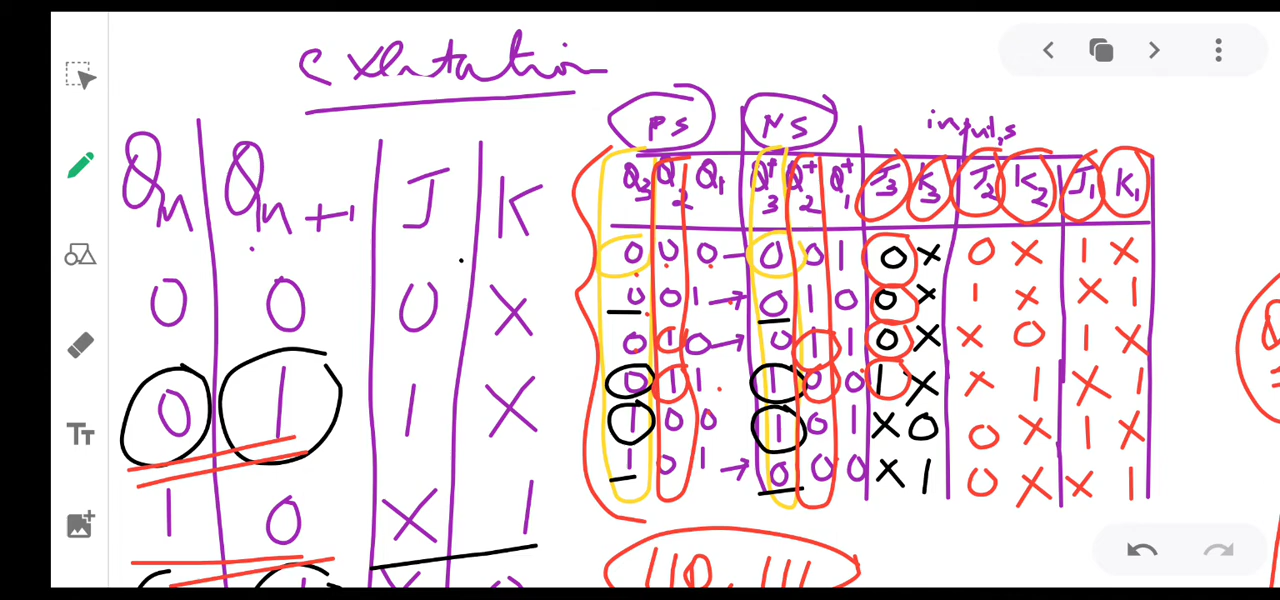 exitation
PS NS inputs
Qn Qn+1 J K
Q3 Q2 Q1 Q3+ Q2+ Q1+ J3 K3 J2 K2 J1 K1
0 0 0 X
0 1 1 X
1 0 X 1
0 0 0 - 0 0 1 0 X 0 X 1 X
0 0 1 → 0 1 0 0 X 1 X X 1
0 1 0 → 0 1 1 0 X X 0 1 X
0 1 1 1 0 0 1 X X 1 X 1
1 0 0 1 0 1 X 0 0 X 1 X
1 0 1 → 0 0 0 X 1 0 X X 1
110, 111
Tt